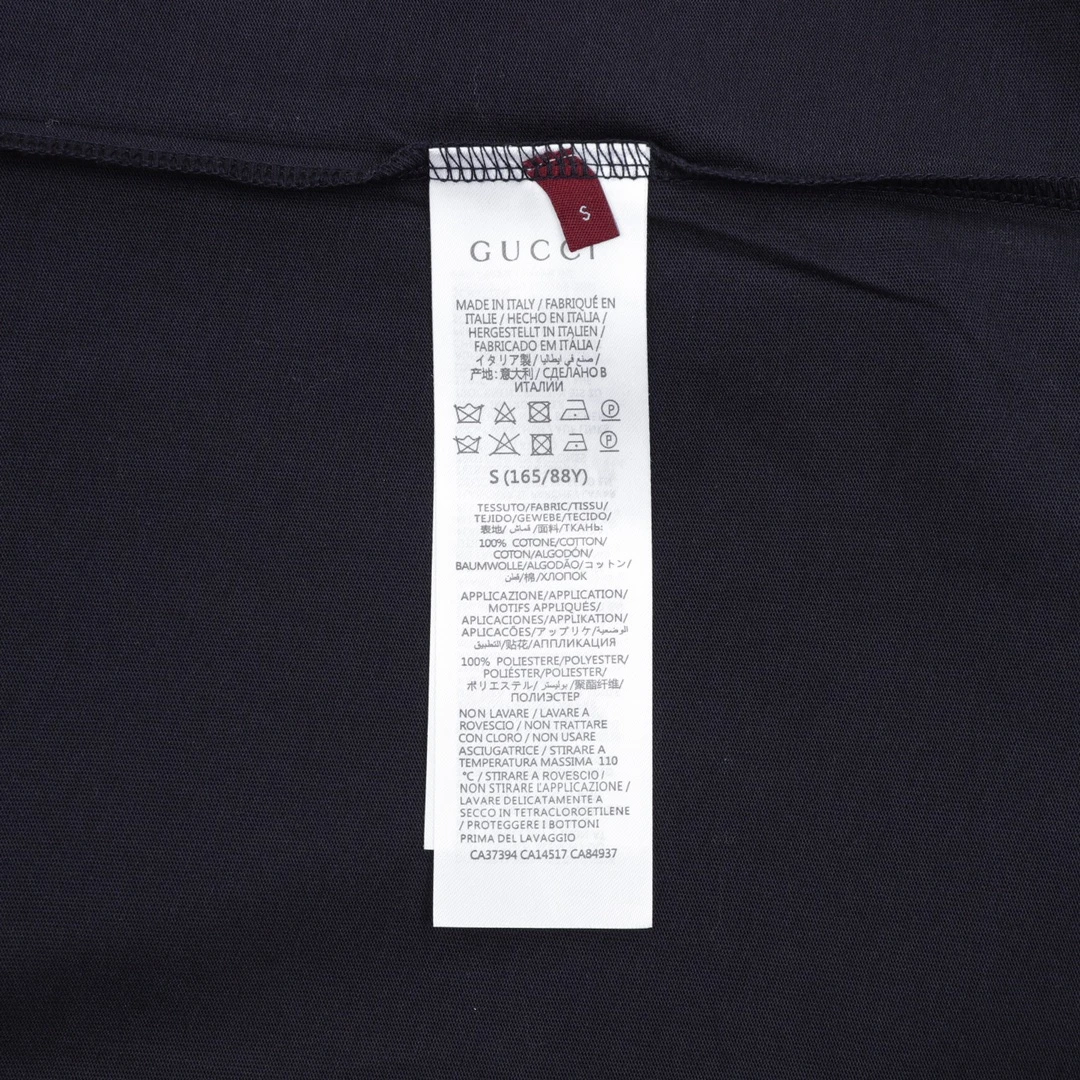 S
GUCCI
MADE IN ITALY / FABRIQUÉ EN
ITALIE / HECHO EN ITALIA /
HERGESTELLT IN ITALIEN /
FABRICADO EM ITÁLIA /
イタリア製 / صنع في ايطاليا /
产地: 意大利 / СДЕЛАНО В
ИТАЛИИ
P
P
S (165/88Y)
TESSUTO/FABRIC/TISSU/
TEJIDO/GEWEBE/TECIDO/
表地/ قماش /面料/ТКАНЬ:
100% COTONE/COTTON/
COTON/ALGODÓN/
BAUMWOLLE/ALGODÃO/コットン/
قطن/棉/ХЛОПОК
APPLICAZIONE/APPLICATION/
MOTIFS APPLIQUÉS/
APLICACIONES/APPLIKATION/
APLICACÕES/アップリケ/الوضعية
التطبيق/贴花/АППЛИКАЦИЯ
100% POLIESTERE/POLYESTER/
POLIÉSTER/POLIESTER/
ポリエステル/ بوليستر /聚酯纤维/
ПОЛИЭСТЕР
NON LAVARE / LAVARE A
ROVESCIO / NON TRATTARE
CON CLORO / NON USARE
ASCIUGATRICE / STIRARE A
TEMPERATURA MASSIMA 110
°C / STIRARE A ROVESCIO /
NON STIRARE L'APPLICAZIONE /
LAVARE DELICATAMENTE A
SECCO IN TETRACLOROETILENE
/ PROTEGGERE I BOTTONI
PRIMA DEL LAVAGGIO
CA37394 CA14517 CA84937